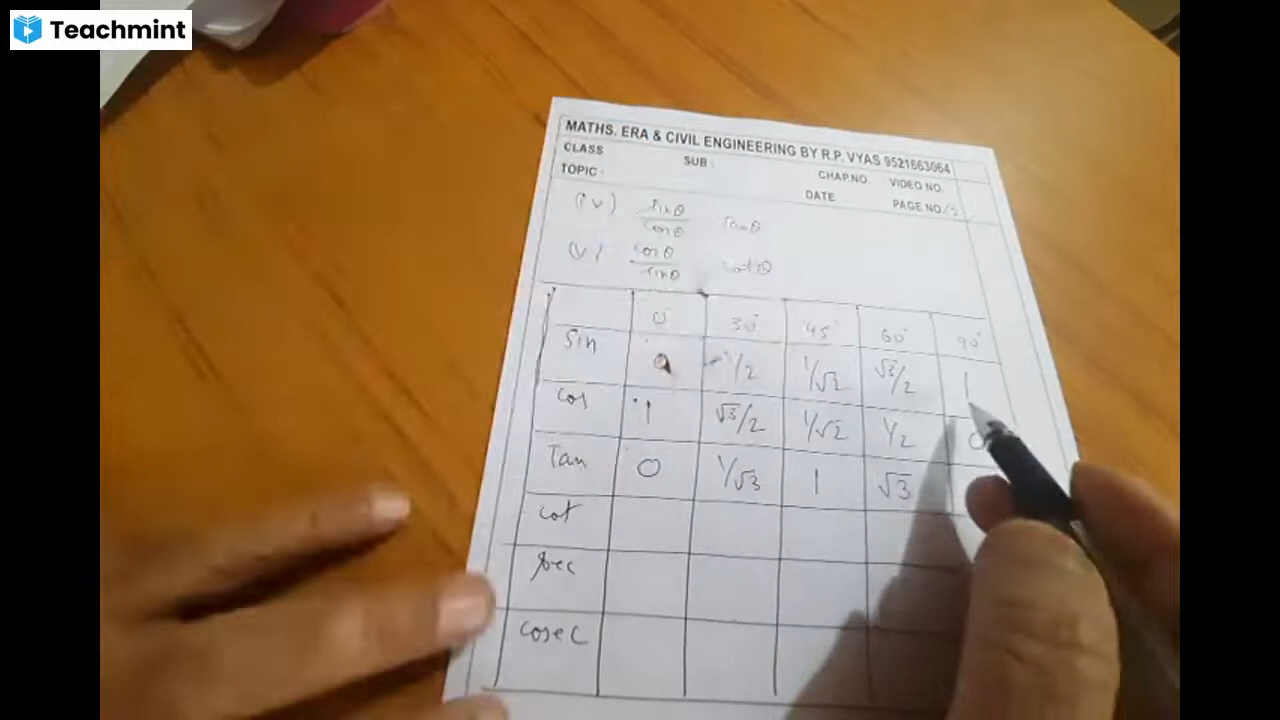 Teachmint
MATHS. ERA & CIVIL ENGINEERING BY R.P. VYAS 9521663064
CLASS SUB : CHAP.NO. VIDEO NO.
TOPIC : DATE PAGE NO.
(iv) sinθ/cosθ Tanθ
(v) cosθ/sinθ cotθ
0° 30° 45° 60° 90°
Sin 0 1/2 1/√2 √3/2 1
cos 1 √3/2 1/√2 1/2 0
Tan 0 1/√3 1 √3
cot
sec
cosec